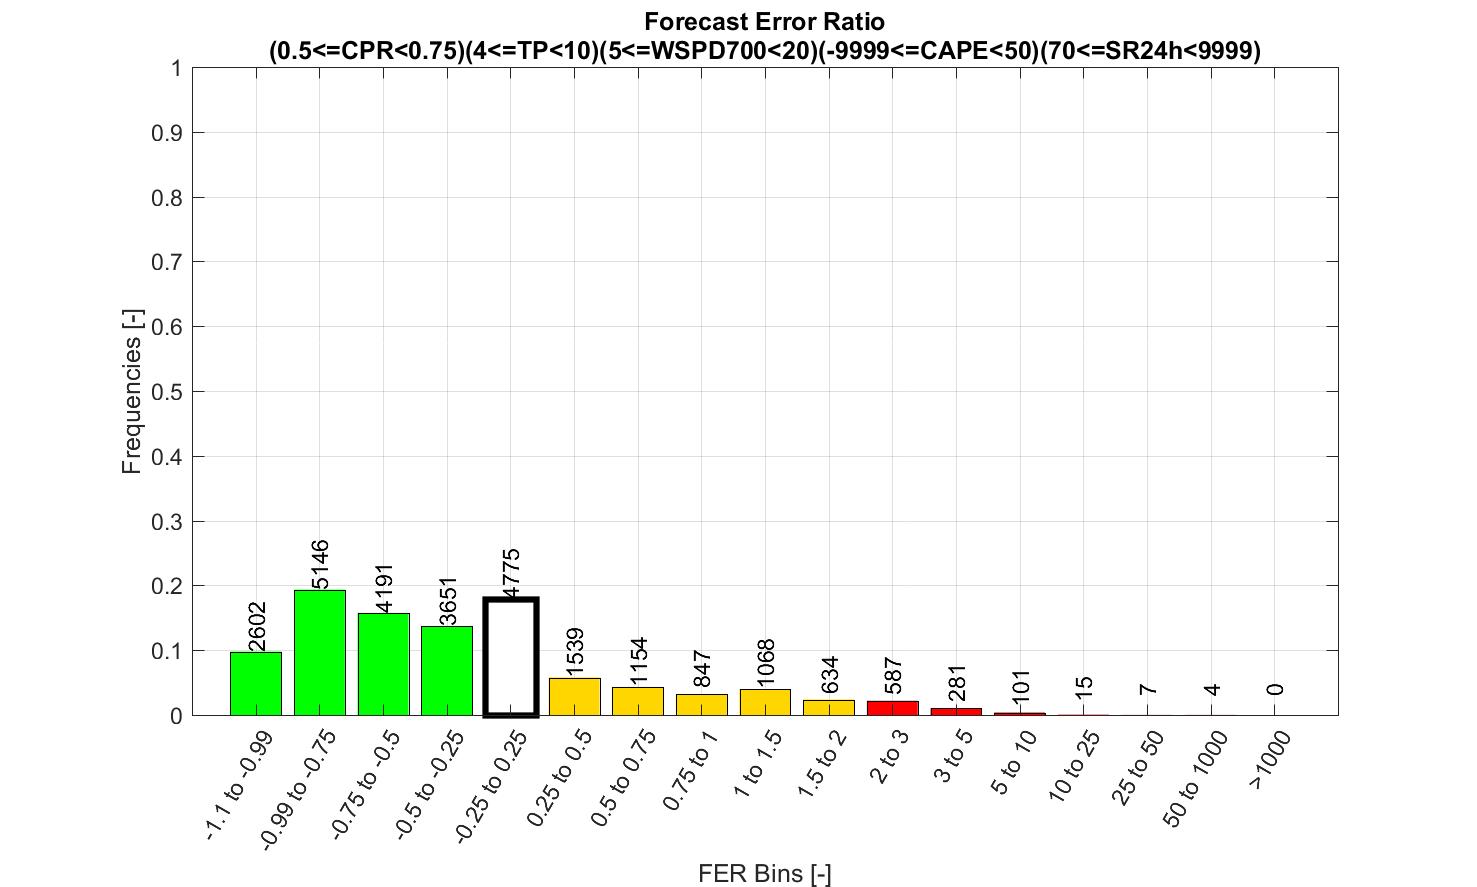 Forecast Error Ratio
(0.5<=CPR<0.75)(4<=TP<10)(5<=WSPD700<20)(-9999<=CAPE<50)(70<=SR24h<9999)
Frequencies [-]
1
0.9
0.8
0.7
0.6
0.5
0.4
0.3
0.2
0.1
0
2602
5146
4191
3651
4775
1539
1154
847
1068
634
587
281
101
15
7
4
0
-1.1 to -0.99
-0.99 to -0.75
-0.75 to -0.5
-0.5 to -0.25
-0.25 to 0.25
0.25 to 0.5
0.5 to 0.75
0.75 to 1
1 to 1.5
1.5 to 2
2 to 3
3 to 5
5 to 10
10 to 25
25 to 50
50 to 1000
>1000
FER Bins [-]